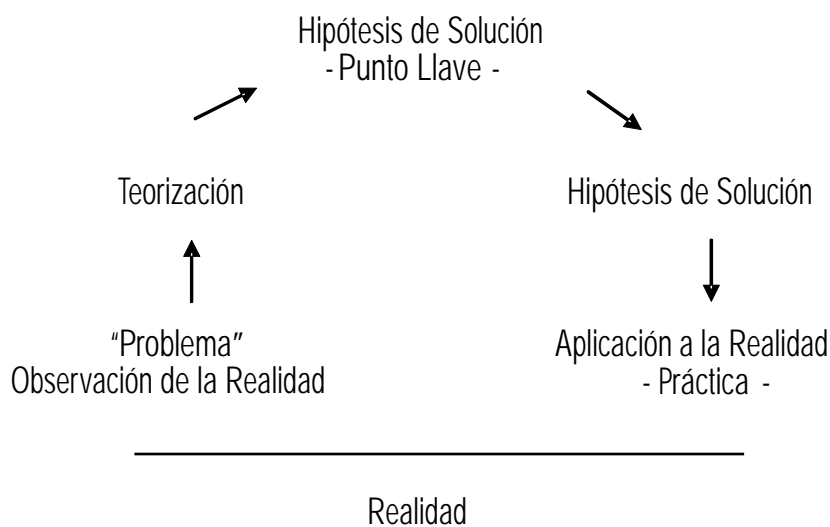 Hipótesis de Solución
- Punto Llave -
Teorización
Hipótesis de Solución
"Problema"
Observación de la Realidad
Aplicación a la Realidad
- Práctica -
Realidad